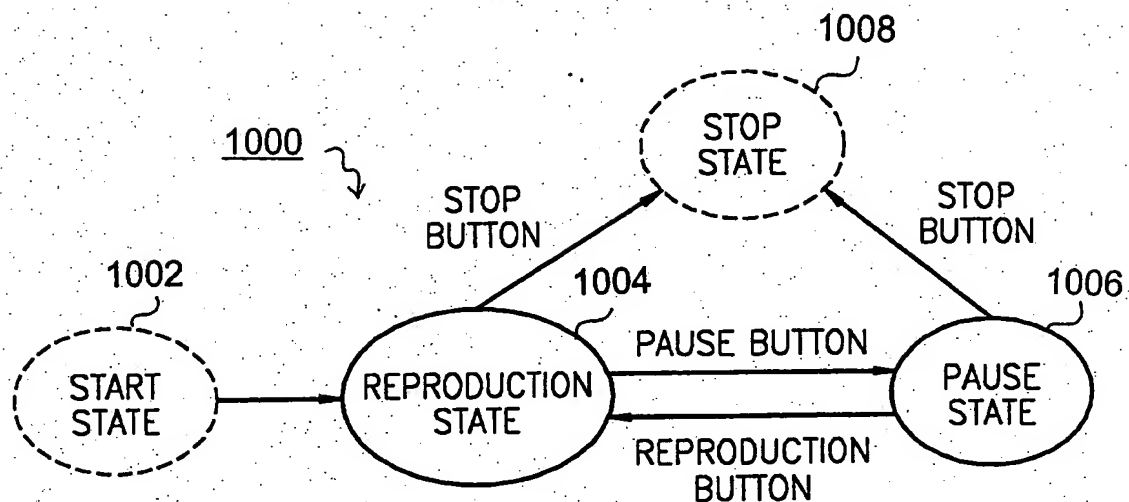 1008
STOP
STATE
1000
STOP
BUTTON
STOP
BUTTON
1002
1004
1006
START
STATE
REPRODUCTION
STATE
PAUSE BUTTON
PAUSE
STATE
REPRODUCTION
BUTTON